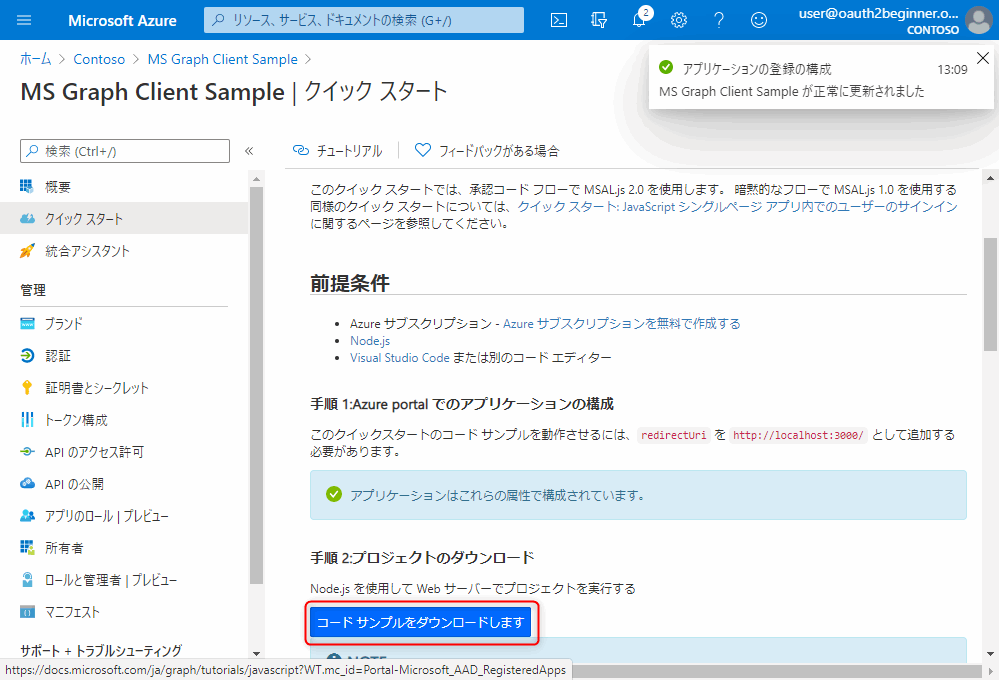 Microsoft Azure
リソース、サービス、ドキュメントの検索 (G+/)
2
user@oauth2beginner.o...
CONTOSO
ホーム > Contoso > MS Graph Client Sample >
MS Graph Client Sample | クイック スタート
アプリケーションの登録の構成 13:09
MS Graph Client Sample が正常に更新されました
検索 (Ctrl+/)
概要
クイック スタート
統合アシスタント
管理
ブランド
認証
証明書とシークレット
トークン構成
API のアクセス許可
API の公開
アプリのロール | プレビュー
所有者
ロールと管理者 | プレビュー
マニフェスト
サポート + トラブルシューティング
チュートリアル
フィードバックがある場合
このクイック スタートでは、承認コード フローで MSAL.js 2.0 を使用します。 暗黙的なフローで MSAL.js 1.0 を使用する
同様のクイック スタートについては、クイック スタート: JavaScript シングルページ アプリ内でのユーザーのサインイン
に関するページを参照してください。
前提条件
• Azure サブスクリプション - Azure サブスクリプションを無料で作成する
• Node.js
• Visual Studio Code または別のコード エディター
手順 1:Azure portal でのアプリケーションの構成
このクイックスタートのコード サンプルを動作させるには、 redirectUri を http://localhost:3000/ として追加する
必要があります。
アプリケーションはこれらの属性で構成されています。
手順 2:プロジェクトのダウンロード
Node.js を使用して Web サーバーでプロジェクトを実行する
コード サンプルをダウンロードします
NOTE
https://docs.microsoft.com/ja/graph/tutorials/javascript?WT.mc_id=Portal-Microsoft_AAD_RegisteredApps